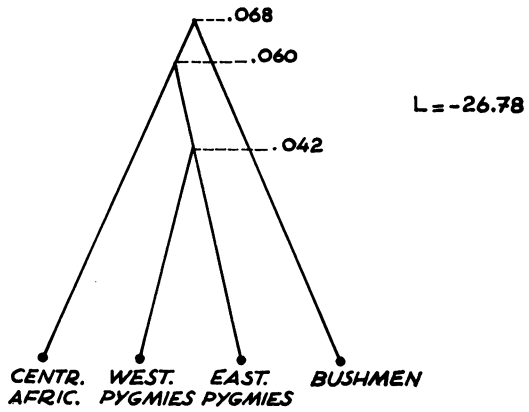 .068
.060
L=-26.78
.042
CENTR. WEST. EAST. BUSHMEN
AFRIC. PYGMIES PYGMIES